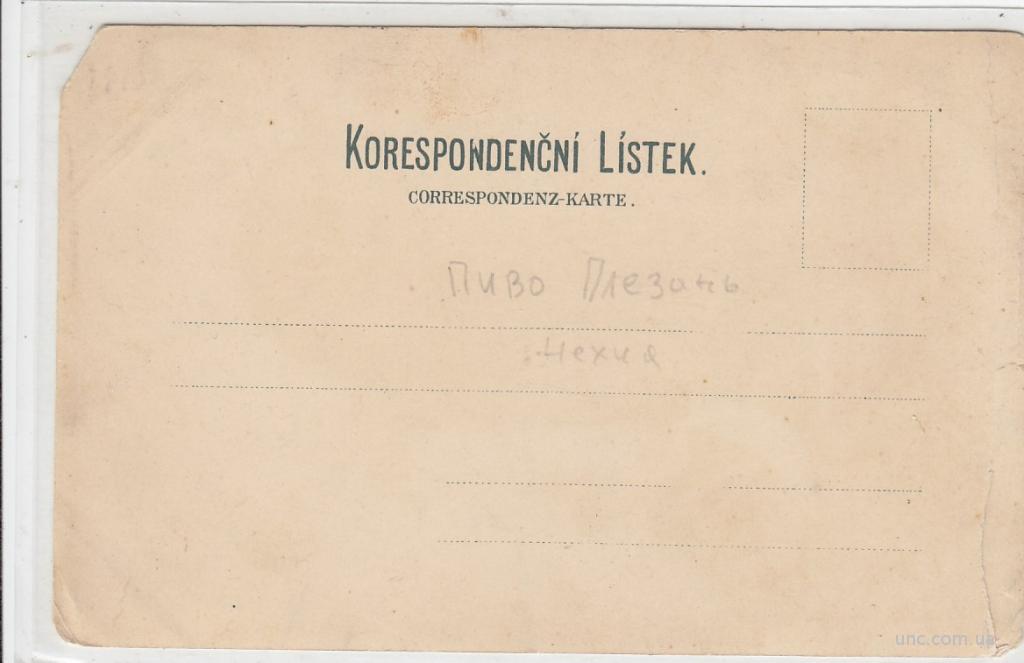 KORESPONDENČNÍ LÍSTEK.
CORRESPONDENZ-KARTE.
Пиво Плезань
Чехия
unc.com.ua